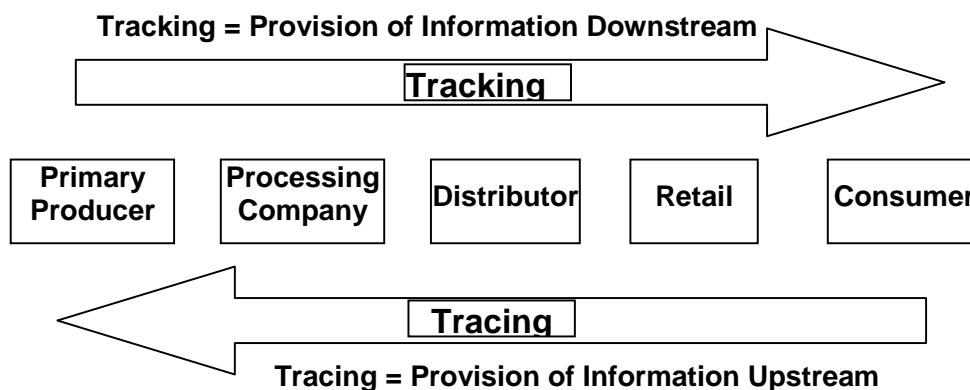 Tracking = Provision of Information Downstream
Tracking
Primary
Producer
Processing
Company
Distributor
Retail
Consumer
Tracing
Tracing = Provision of Information Upstream